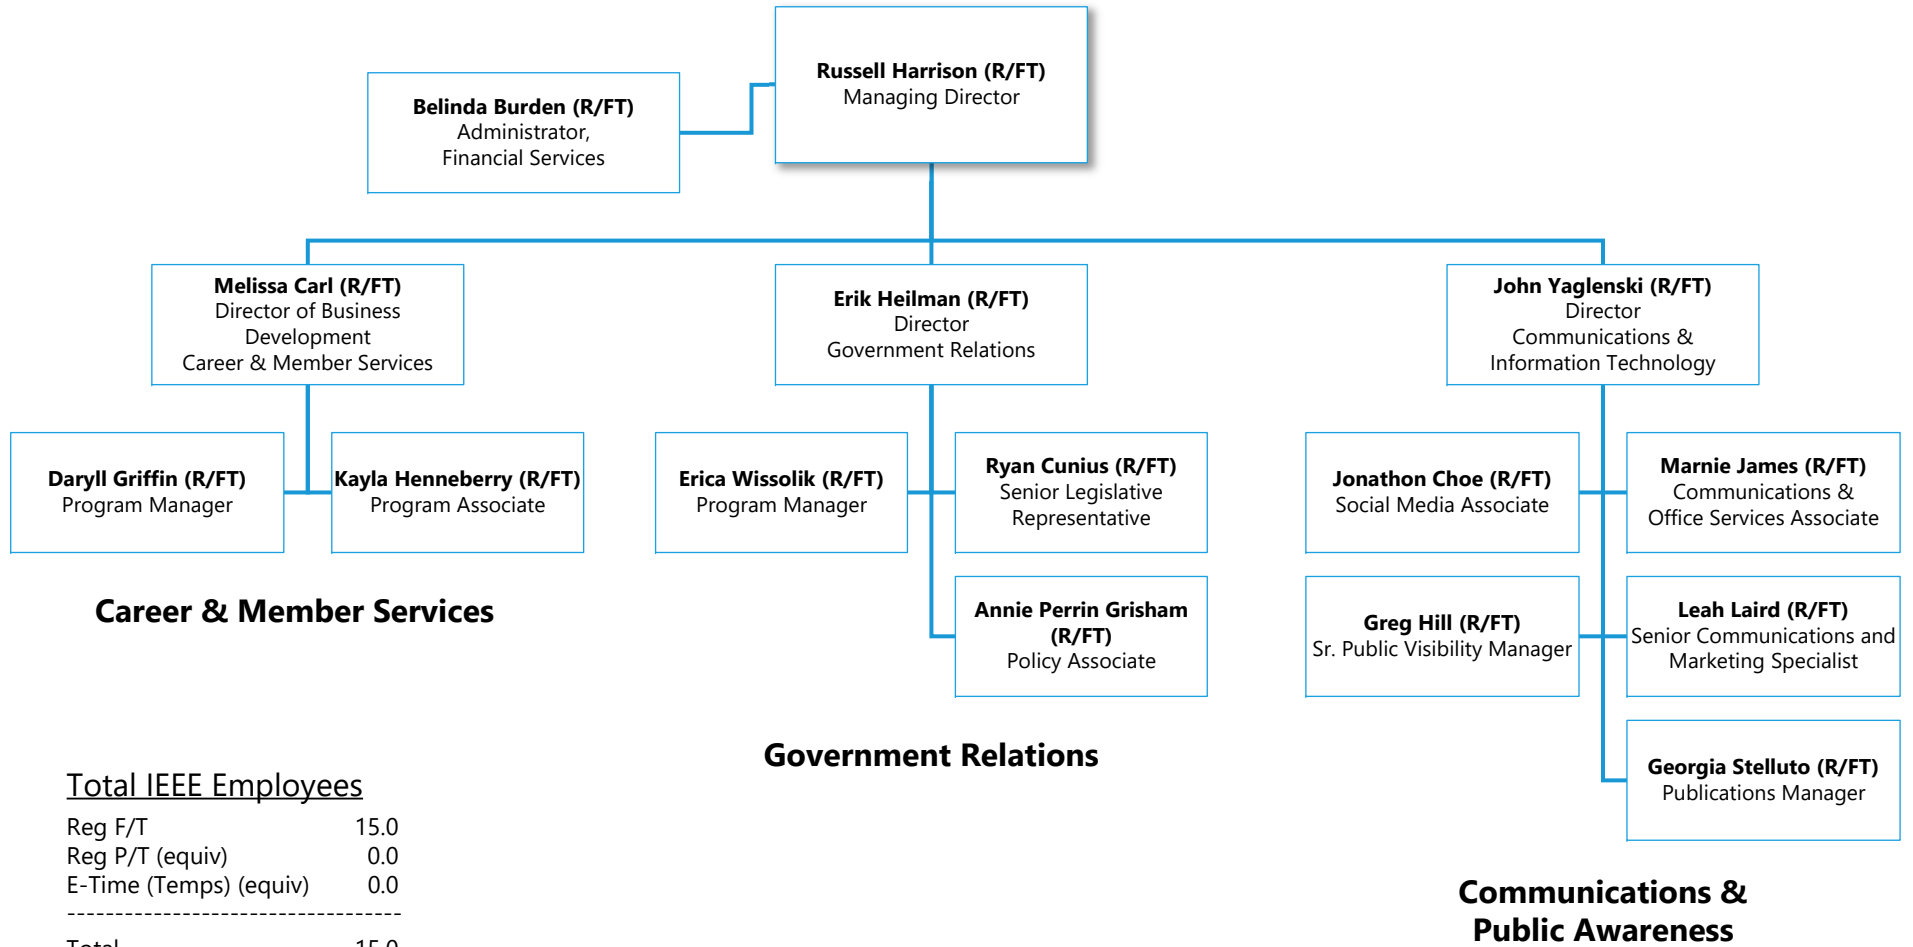 Russell Harrison (R/FT)
Managing Director
Belinda Burden (R/FT)
Administrator,
Financial Services
Melissa Carl (R/FT)
Director of Business
Development
Career & Member Services
Erik Heilman (R/FT)
Director
Government Relations
John Yaglenski (R/FT)
Director
Communications &
Information Technology
Daryll Griffin (R/FT)
Program Manager
Kayla Henneberry (R/FT)
Program Associate
Erica Wissolik (R/FT)
Program Manager
Ryan Cunius (R/FT)
Senior Legislative
Representative
Jonathon Choe (R/FT)
Social Media Associate
Marnie James (R/FT)
Communications &
Office Services Associate
Career & Member Services
Annie Perrin Grisham
(R/FT)
Policy Associate
Greg Hill (R/FT)
Sr. Public Visibility Manager
Leah Laird (R/FT)
Senior Communications and
Marketing Specialist
Government Relations
Georgia Stelluto (R/FT)
Publications Manager
Total IEEE Employees
Reg F/T 15.0
Reg P/T (equiv) 0.0
E-Time (Temps) (equiv) 0.0
-----------------------------------
Total 15.0
Communications &
Public Awareness